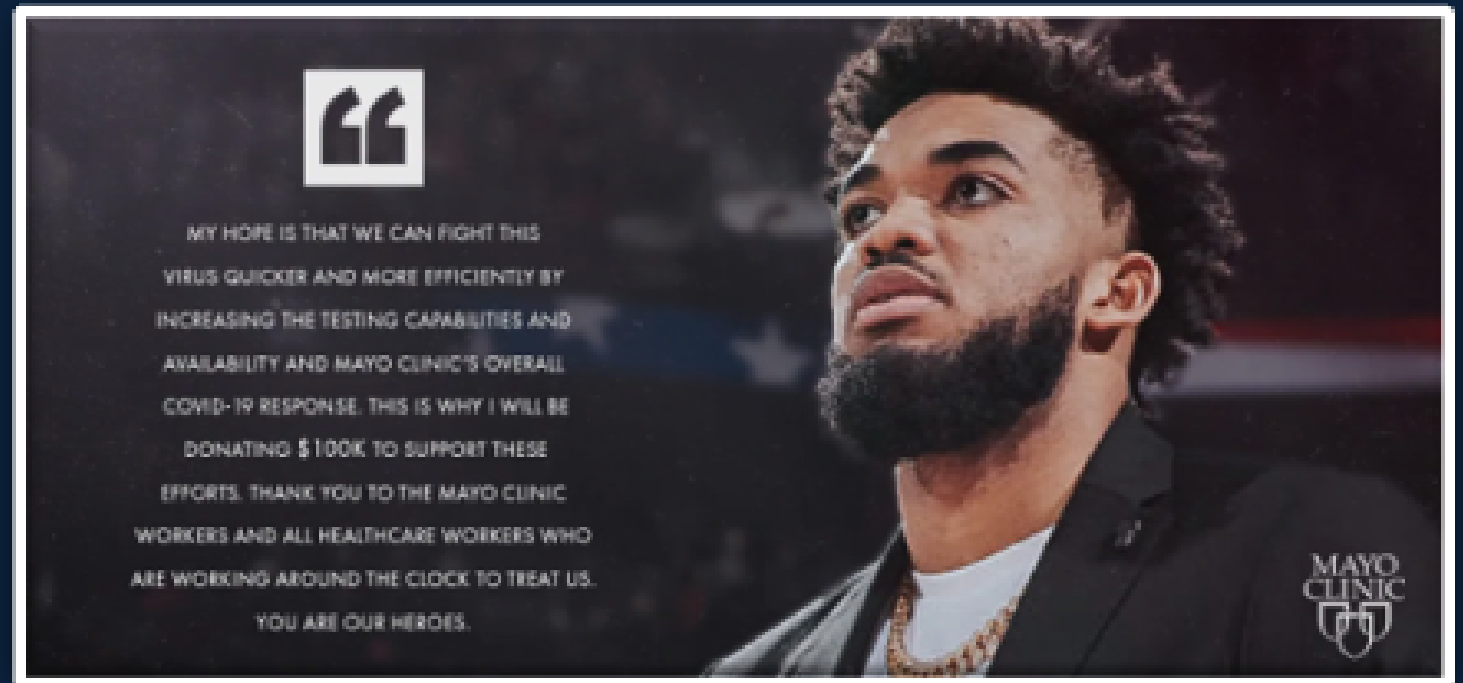 MY HOPE IS THAT WE CAN FIGHT THIS
VIRUS QUICKER AND MORE EFFICIENTLY BY
INCREASING THE TESTING CAPABILITIES AND
AVAILABILITY AND MAYO CLINIC'S OVERALL
COVID-19 RESPONSE. THIS IS WHY I WILL BE
DONATING $100K TO SUPPORT THESE
EFFORTS. THANK YOU TO THE MAYO CLINIC
WORKERS AND ALL HEALTHCARE WORKERS WHO
ARE WORKING AROUND THE CLOCK TO TREAT US.
YOU ARE OUR HEROES.
MAYO
CLINIC